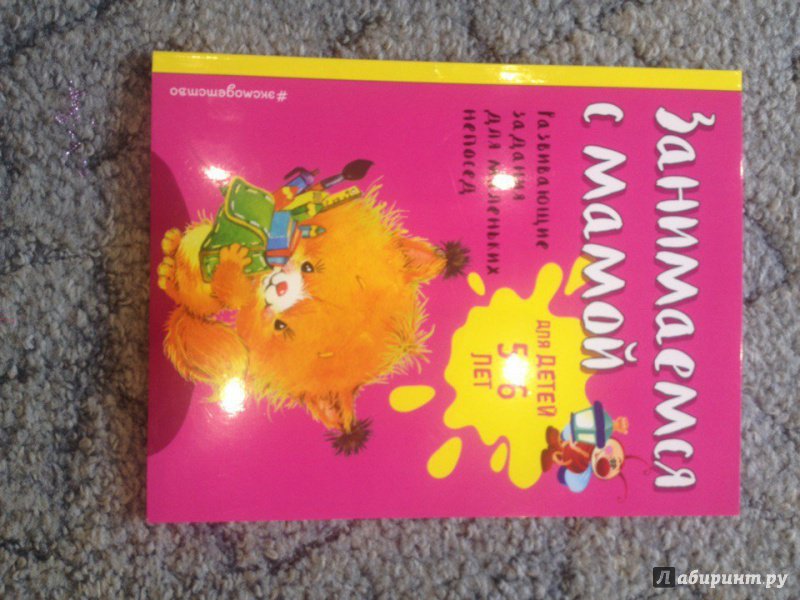 Занимаемся
с мамой
Развивающие
задания
для маленьких
непосед
для детей
5-6
лет
#эксмодетство
Лабиринт.ру